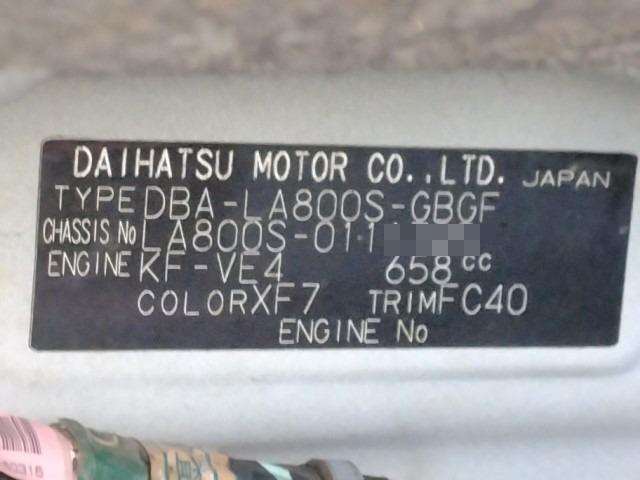 DAIHATSU MOTOR CO.,LTD. JAPAN
TYPE DBA-LA800S-GBGF
CHASSIS No LA800S-011
ENGINE KF-VE4 658cc
COLOR XF7 TRIM FC40
ENGINE No